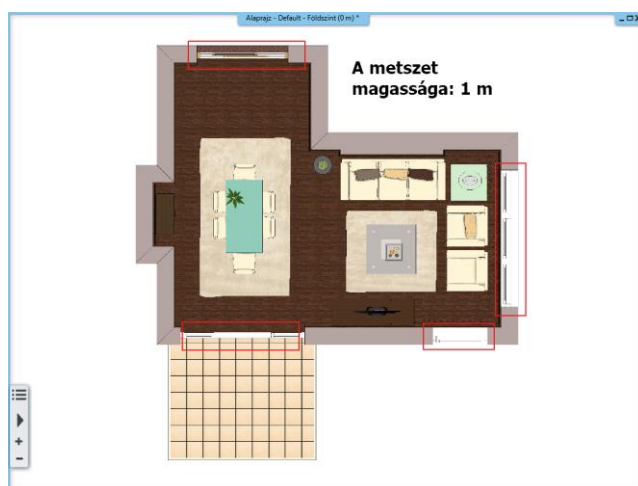 Alaprajz - Default - Földszint (0 m) *
A metszet
magassága: 1 m